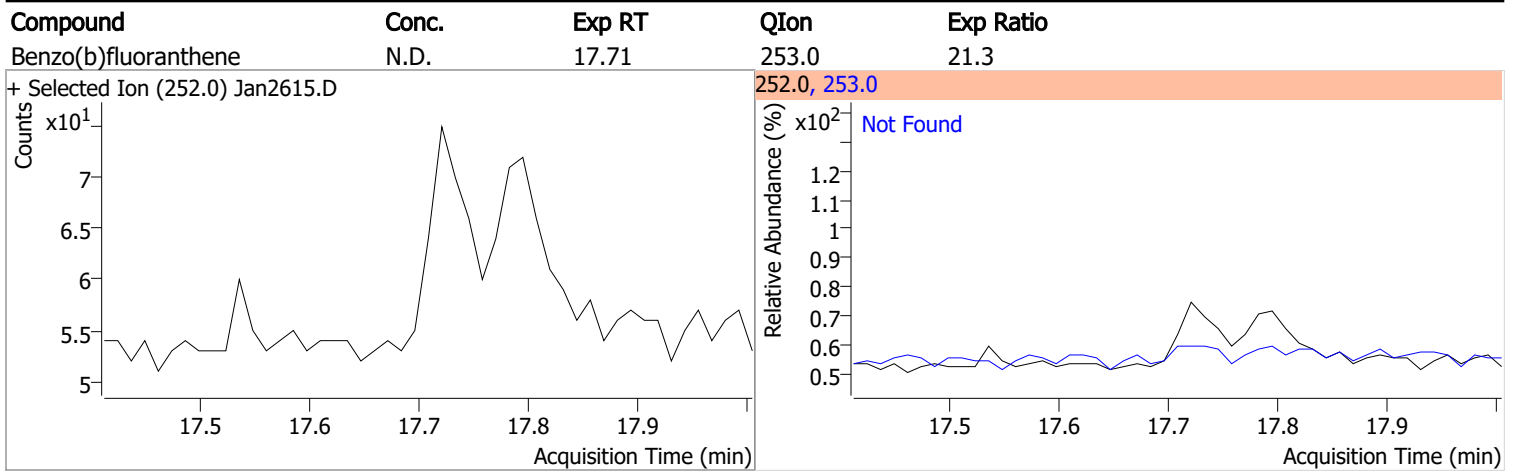 Compound Conc. Exp RT QIon Exp Ratio
Benzo(b)fluoranthene N.D. 17.71 253.0 21.3
+ Selected Ion (252.0) Jan2615.D
Counts
x10¹
7
6.5
6
5.5
5
17.5 17.6 17.7 17.8 17.9
Acquisition Time (min)
252.0, 253.0
Relative Abundance (%)
x10²
Not Found
1.2
1.1
1
0.9
0.8
0.7
0.6
0.5
17.5 17.6 17.7 17.8 17.9
Acquisition Time (min)